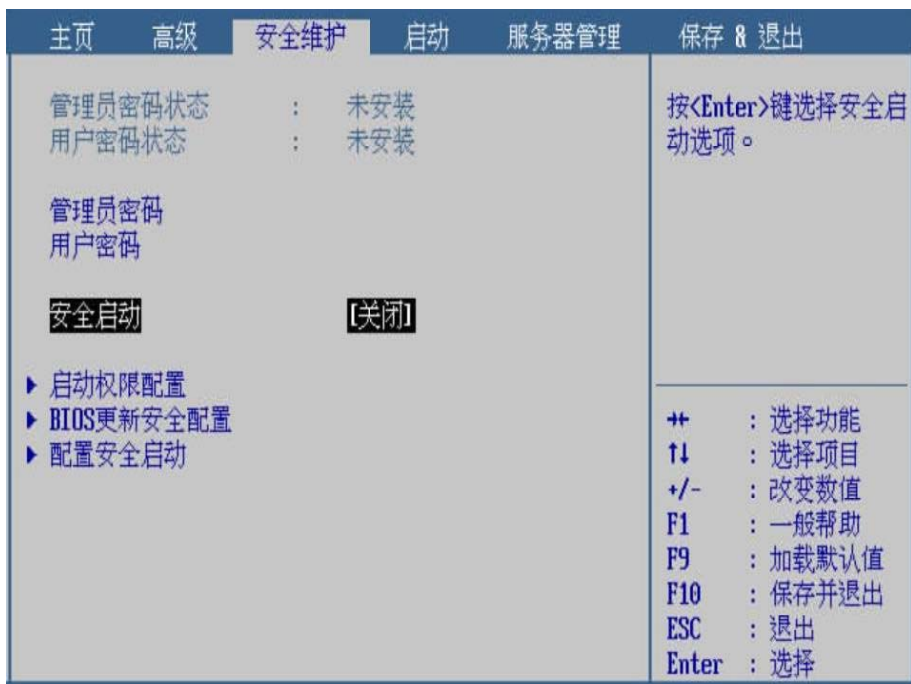 主页 高级 安全维护 启动 服务器管理 保存 & 退出
管理员密码状态 : 未安装
用户密码状态 : 未安装
管理员密码
用户密码
安全启动 [关闭]
启动权限配置
BIOS更新安全配置
配置安全启动
按<Enter>键选择安全启
动选项。
→← : 选择功能
↑↓ : 选择项目
+/- : 改变数值
F1 : 一般帮助
F9 : 加载默认值
F10 : 保存并退出
ESC : 退出
Enter : 选择